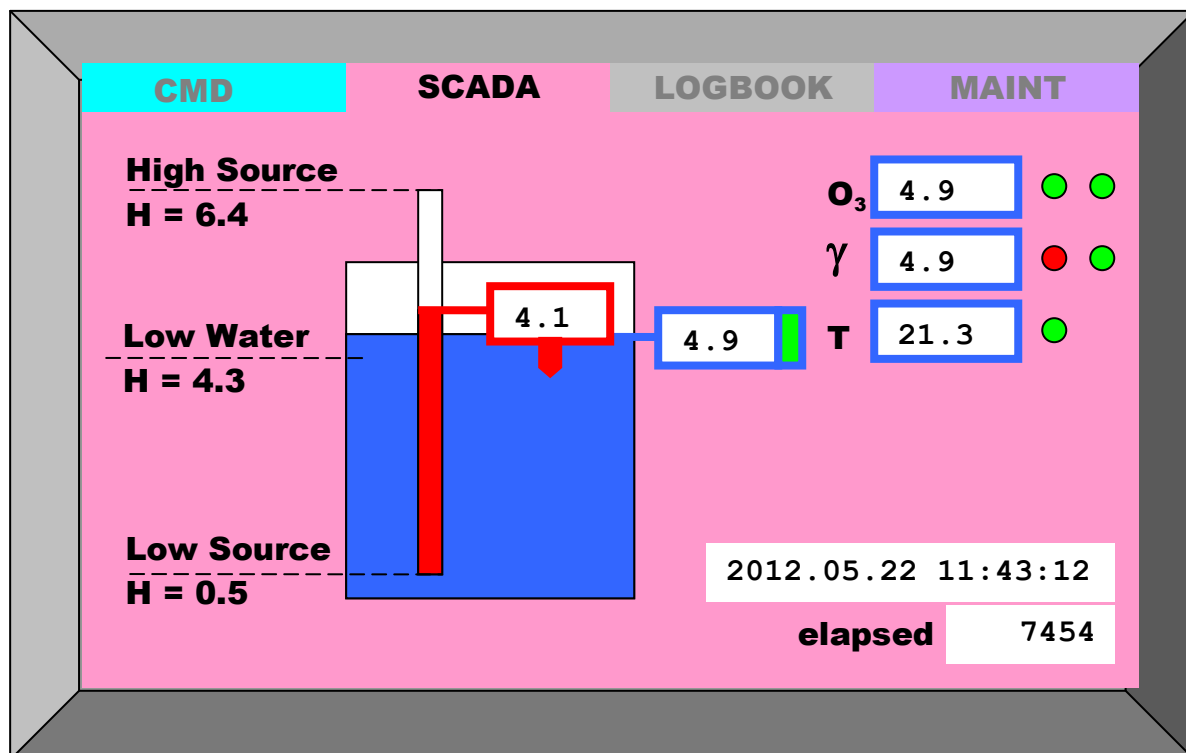 CMD SCADA LOGBOOK MAINT
High Source
H = 6.4
Low Water
H = 4.3
Low Source
H = 0.5
4.1
4.9
O₃ 4.9
γ 4.9
T 21.3
2012.05.22 11:43:12
elapsed 7454